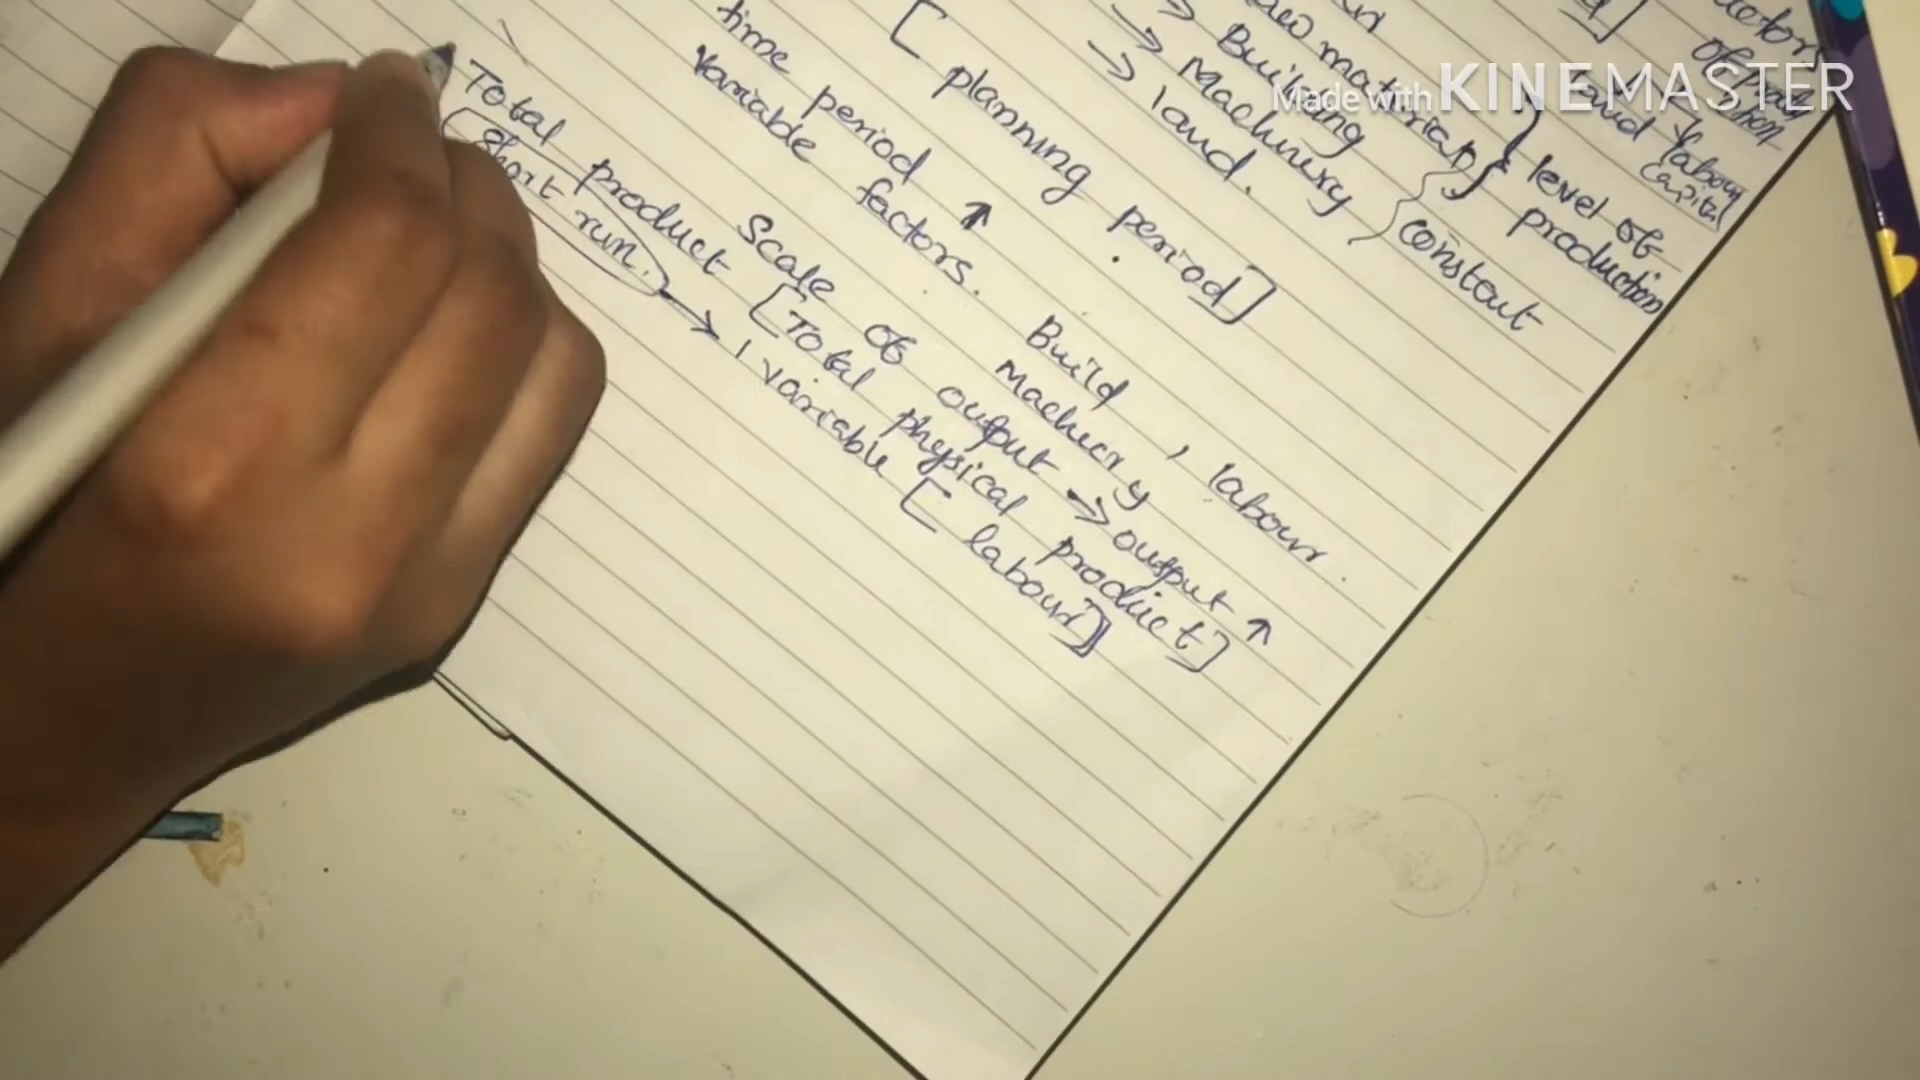 of
land labour
Capital
raw material
→ Building
→ Machinery
→ land.
level of
production
constant
[planning period]
time period ↑
variable factors.
Build, labour
Machinery
Scale of output → output ↑
Total product [Total physical product]
[Short run.] → 1 variable [labour]
Made with KINEMASTER